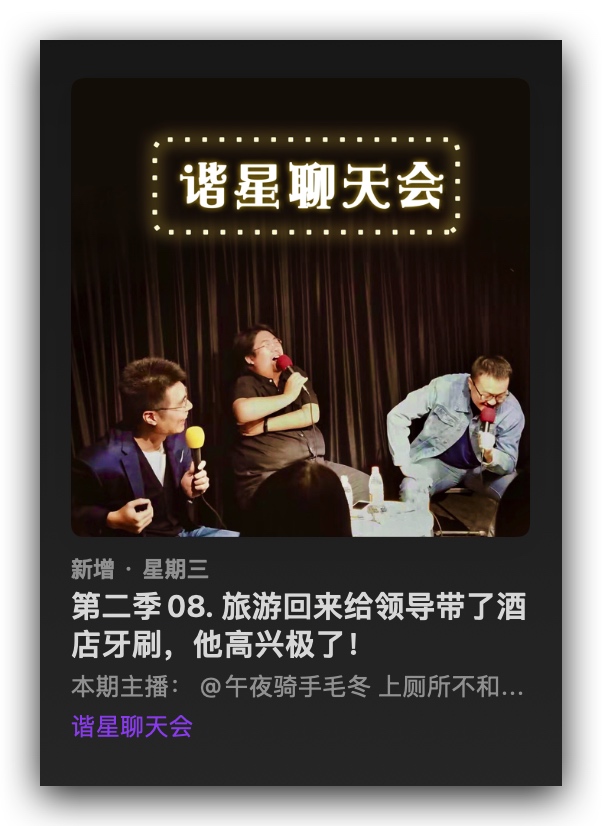 谐星聊天会
新增 · 星期三
第二季 08. 旅游回来给领导带了酒
店牙刷，他高兴极了！
本期主播： @午夜骑手毛冬 上厕所不和...
谐星聊天会